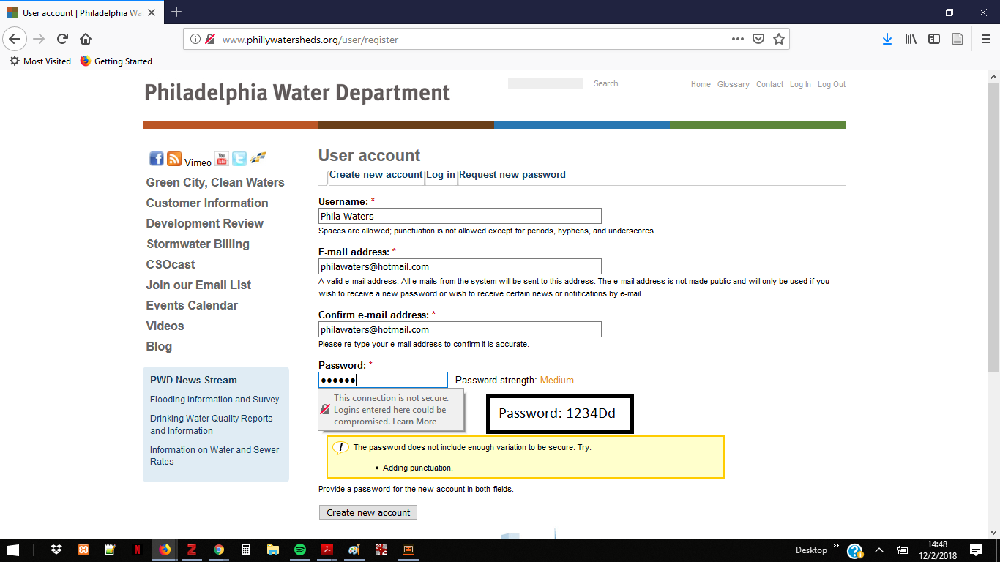 User account | Philadelphia Wa
www.phillywatersheds.org/user/register
Most Visited Getting Started
Philadelphia Water Department
Search
Home Glossary Contact Log In Log Out
Vimeo You Tube
Green City, Clean Waters
Customer Information
Development Review
Stormwater Billing
CSOcast
Join our Email List
Events Calendar
Videos
Blog
PWD News Stream
Flooding Information and Survey
Drinking Water Quality Reports
and Information
Information on Water and Sewer
Rates
User account
Create new account Log in Request new password
Username: *
Phila Waters
Spaces are allowed; punctuation is not allowed except for periods, hyphens, and underscores.
E-mail address: *
philawaters@hotmail.com
A valid e-mail address. All e-mails from the system will be sent to this address. The e-mail address is not made public and will only be used if you
wish to receive a new password or wish to receive certain news or notifications by e-mail.
Confirm e-mail address: *
philawaters@hotmail.com
Please re-type your e-mail address to confirm it is accurate.
Password: *
●●●●●● Password strength: Medium
This connection is not secure.
Logins entered here could be
compromised. Learn More
Password: 1234Dd
The password does not include enough variation to be secure. Try:
• Adding punctuation.
Provide a password for the new account in both fields.
Create new account
Desktop
14:48
12/2/2018